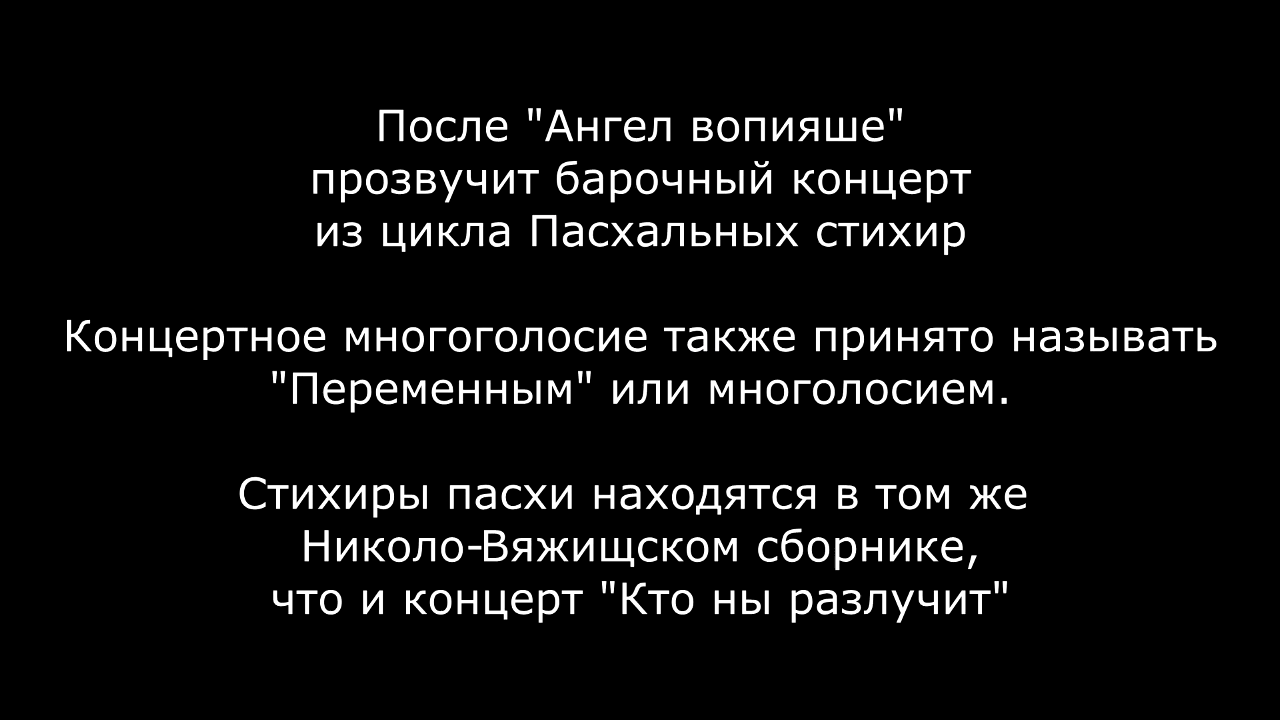 После "Ангел вопияше"
прозвучит барочный концерт
из цикла Пасхальных стихир
Концертное многоголосие также принято называть
"Переменным" или многолосием.
Стихиры пасхи находятся в том же
Николо-Вяжищском сборнике,
что и концерт "Кто ны разлучит"